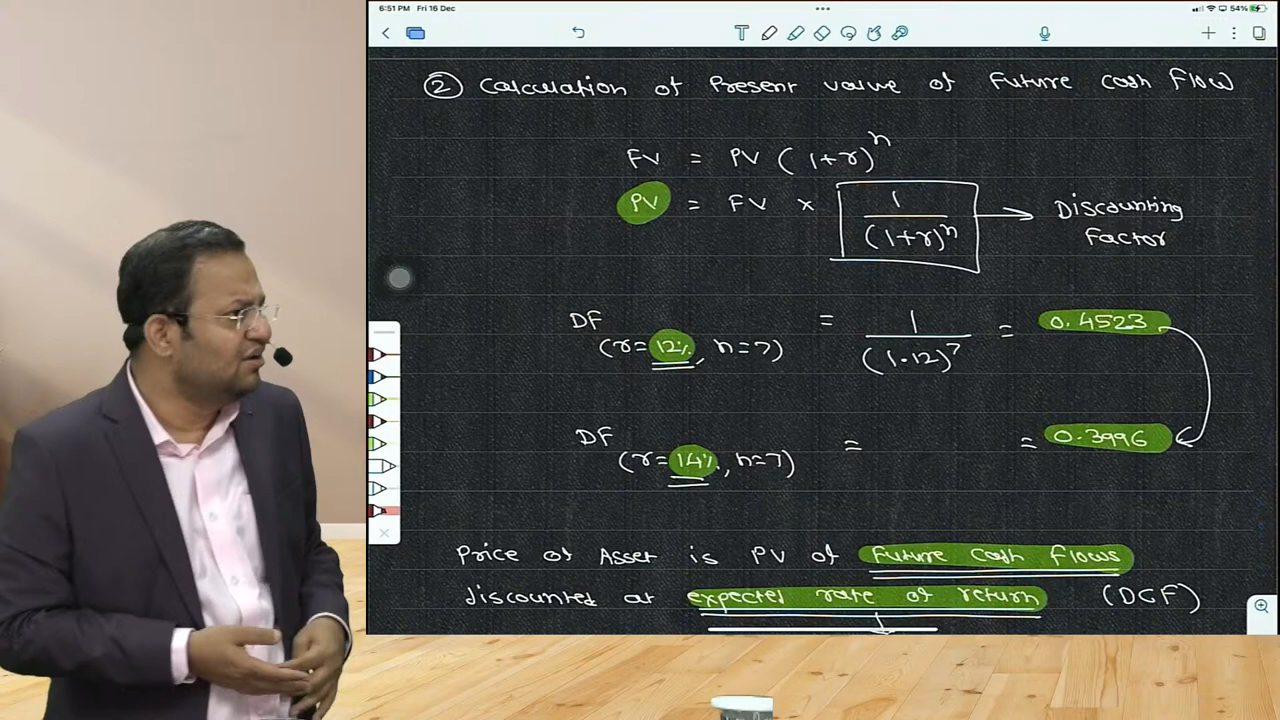 6:51 PM Fri 16 Dec
54%
② Calculation of Present value of Future Cash Flow
FV = PV (1+r)^n
PV = FV × 1/(1+r)^n → Discounting Factor
DF (r=12%, n=7) = 1/(1.12)^7 = 0.4523
DF (r=14%, n=7) = = 0.3996
Price of Asset is PV of Future Cash Flows
discounted at expected rate of return (DCF)